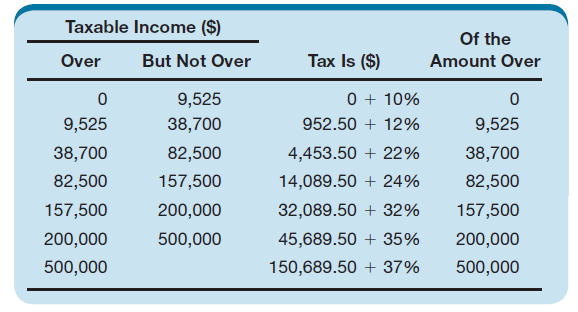 Taxable Income ($)
Of the
Over But Not Over Tax Is ($) Amount Over
0 9,525 0 + 10% 0
9,525 38,700 952.50 + 12% 9,525
38,700 82,500 4,453.50 + 22% 38,700
82,500 157,500 14,089.50 + 24% 82,500
157,500 200,000 32,089.50 + 32% 157,500
200,000 500,000 45,689.50 + 35% 200,000
500,000 150,689.50 + 37% 500,000